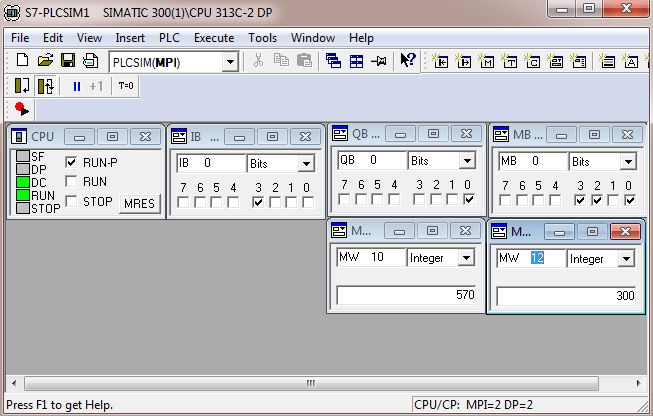 S7-PLCSIM1 SIMATIC 300(1)\CPU 313C-2 DP
File Edit View Insert PLC Execute Tools Window Help
PLCSIM(MPI)
+1 T=0
CPU
SF
DP
DC
RUN
STOP
RUN-P
RUN
STOP
MRES
IB ...
IB 0 Bits
7 6 5 4 3 2 1 0
QB ...
QB 0 Bits
7 6 5 4 3 2 1 0
MB ...
MB 0 Bits
7 6 5 4 3 2 1 0
M...
MW 10 Integer
570
M...
MW 12 Integer
300
Press F1 to get Help.
CPU/CP: MPI=2 DP=2